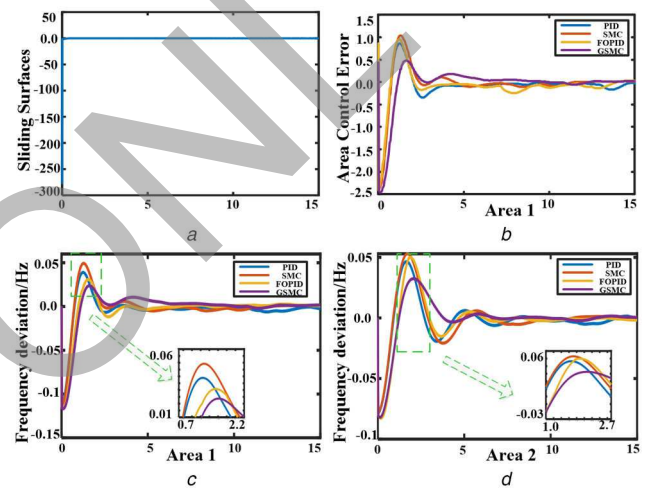 Sliding Surfaces
50
0.0
-50
-100
-150
-200
-250
-300
0
5
10
15
a
Area Control Error
1.5
1.0
0.5
0.0
-0.5
-1.0
-1.5
-2.0
-2.5
0
5
10
15
Area 1
PID
SMC
FOPID
GSMC
b
Frequency deviation/Hz
0.05
0.0
-0.05
-0.1
-0.15
0
5
10
15
Area 1
PID
SMC
FOPID
GSMC
0.06
0.01
0.7
2.2
c
Frequency deviation/Hz
0.05
0.0
-0.05
-0.1
0
5
10
15
Area 2
PID
SMC
FOPID
GSMC
0.06
-0.03
1.0
2.7
d